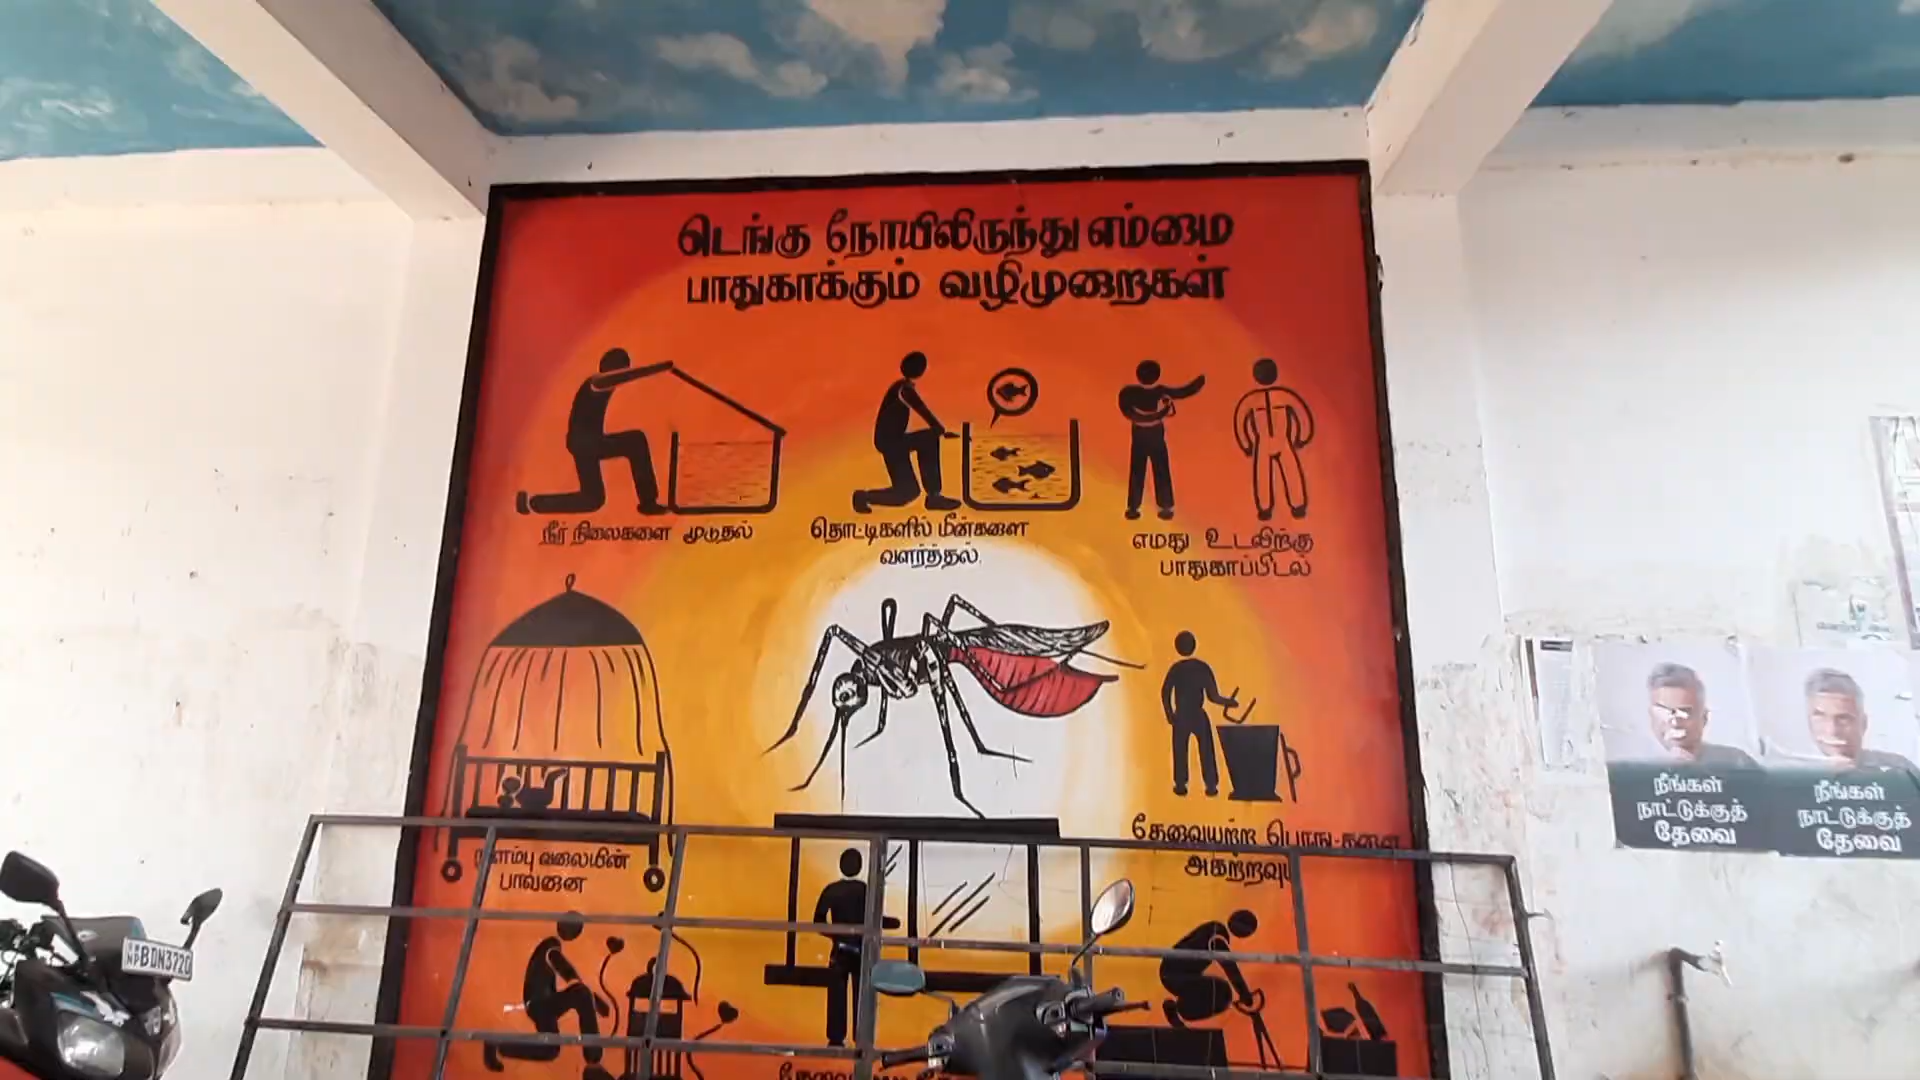 டெங்கு நோயிலிருந்து எம்மை
பாதுகாக்கும் வழிமுறைகள்
நீர் நிலைகளை மூடுதல்
தொட்டிகளில் மீன்களை
வளர்த்தல்.
எமது உடலிற்கு
பாதுகாப்பிடல்
நுளம்பு வலையின்
பாவனை
தேவையற்ற
அகற்றவும்
BDN3720
நீங்கள்
நாட்டுக்குத்
தேவை
நீங்கள்
நாட்டுக்குத்
தேவை